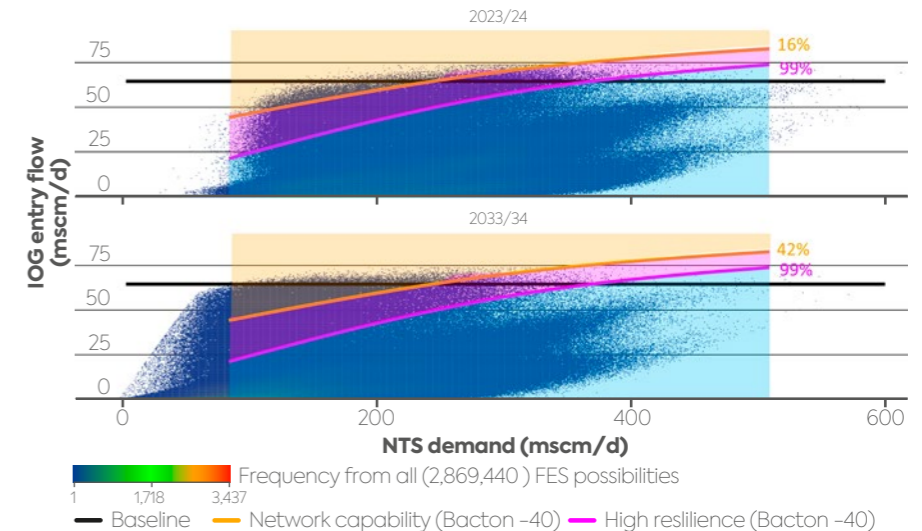 2023/24
75
50
25
0
16%
99%
2033/34
75
50
25
0
42%
99%
IOG entry flow
(mscm/d)
0 200 400 600
NTS demand (mscm/d)
Frequency from all (2,869,440 ) FES possibilities
1 1,718 3,437
Baseline Network capability (Bacton -40) High reslilience (Bacton -40)